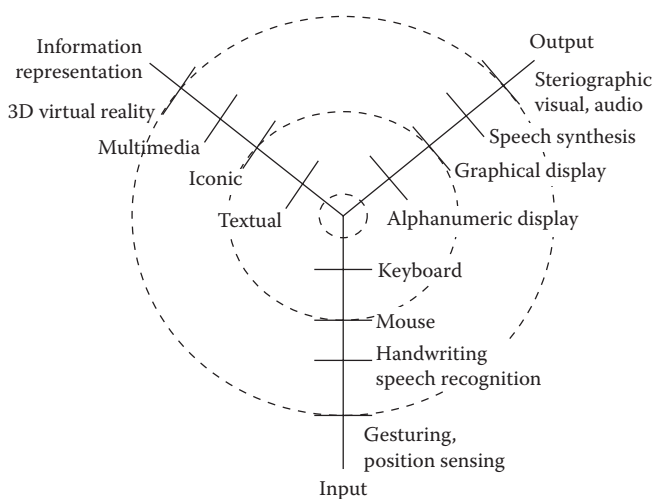 Information
representation
3D virtual reality
Multimedia
Iconic
Textual
Output
Steriographic
visual, audio
Speech synthesis
Graphical display
Alphanumeric display
Keyboard
Mouse
Handwriting
speech recognition
Gesturing,
position sensing
Input